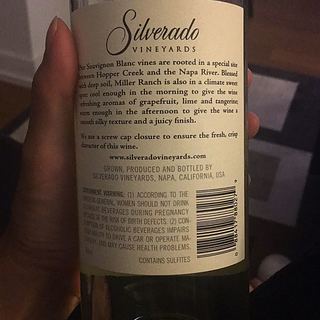 Silverado
VINEYARDS
Our Sauvignon Blanc vines are rooted in a special site
between Hopper Creek and the Napa River. Blessed
with deep soil, Miller Ranch is also in a climate sweet
spot: cool enough in the morning to give the wine
refreshing aromas of grapefruit, lime and tangerine;
warm enough in the afternoon to give the wine a
smooth silky texture and a juicy finish.
We use a screw cap closure to ensure the fresh, crisp
character of this wine.
www.silveradovineyards.com
GROWN, PRODUCED AND BOTTLED BY
SILVERADO VINEYARDS, NAPA, CALIFORNIA, USA
GOVERNMENT WARNING: (1) ACCORDING TO THE
SURGEON GENERAL, WOMEN SHOULD NOT DRINK
ALCOHOLIC BEVERAGES DURING PREGNANCY
BECAUSE OF THE RISK OF BIRTH DEFECTS. (2) CON-
SUMPTION OF ALCOHOLIC BEVERAGES IMPAIRS
YOUR ABILITY TO DRIVE A CAR OR OPERATE MA-
CHINERY, AND MAY CAUSE HEALTH PROBLEMS.
CONTAINS SULFITES